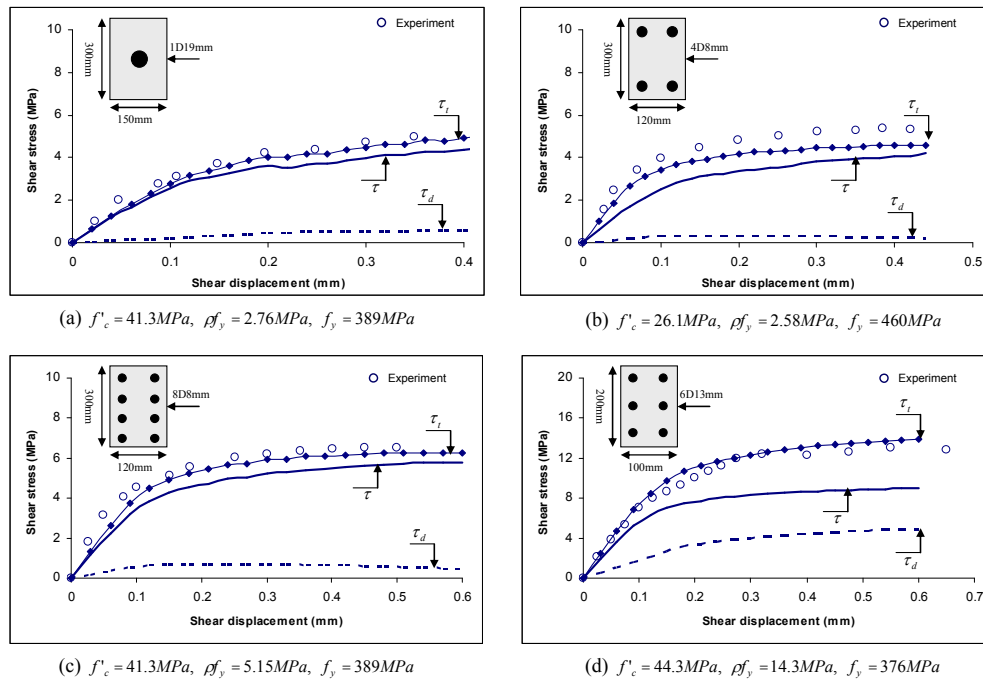 10
8
6
4
2
0
Shear stress (MPa)
300mm
1D19mm
150mm
Experiment
τt
τ
τd
0
0.1
0.2
0.3
0.4
Shear displacement (mm)
(a) f'c = 41.3MPa, ρfy = 2.76MPa, fy = 389MPa
10
8
6
4
2
0
Shear stress (MPa)
300mm
4D8mm
120mm
Experiment
τt
τ
τd
0
0.1
0.2
0.3
0.4
0.5
Shear displacement (mm)
(b) f'c = 26.1MPa, ρfy = 2.58MPa, fy = 460MPa
10
8
6
4
2
0
Shear stress (MPa)
300mm
8D8mm
120mm
Experiment
τt
τ
τd
0
0.1
0.2
0.3
0.4
0.5
0.6
Shear displacement (mm)
(c) f'c = 41.3MPa, ρfy = 5.15MPa, fy = 389MPa
20
16
12
8
4
0
Shear stress (MPa)
200mm
6D13mm
100mm
Experiment
τt
τ
τd
0
0.1
0.2
0.3
0.4
0.5
0.6
0.7
Shear displacement (mm)
(d) f'c = 44.3MPa, ρfy = 14.3MPa, fy = 376MPa